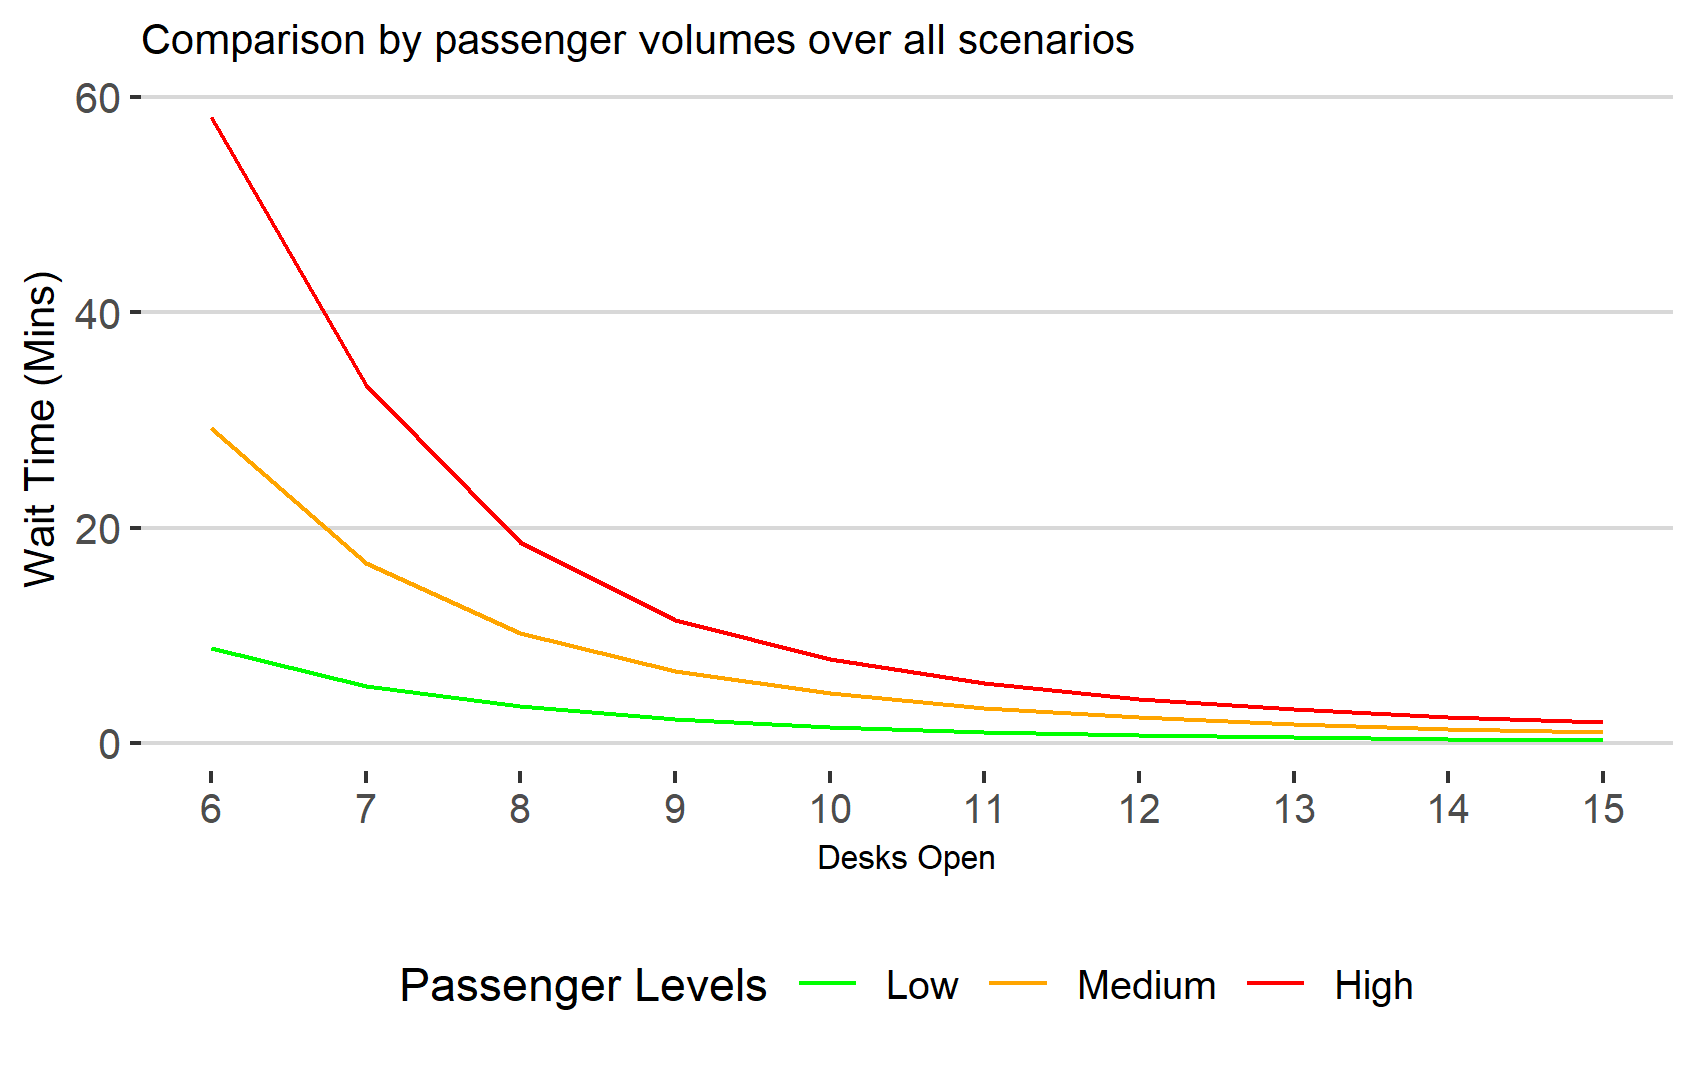 Comparison by passenger volumes over all scenarios
60
40
20
0
Wait Time (Mins)
6 7 8 9 10 11 12 13 14 15
Desks Open
Passenger Levels Low Medium High